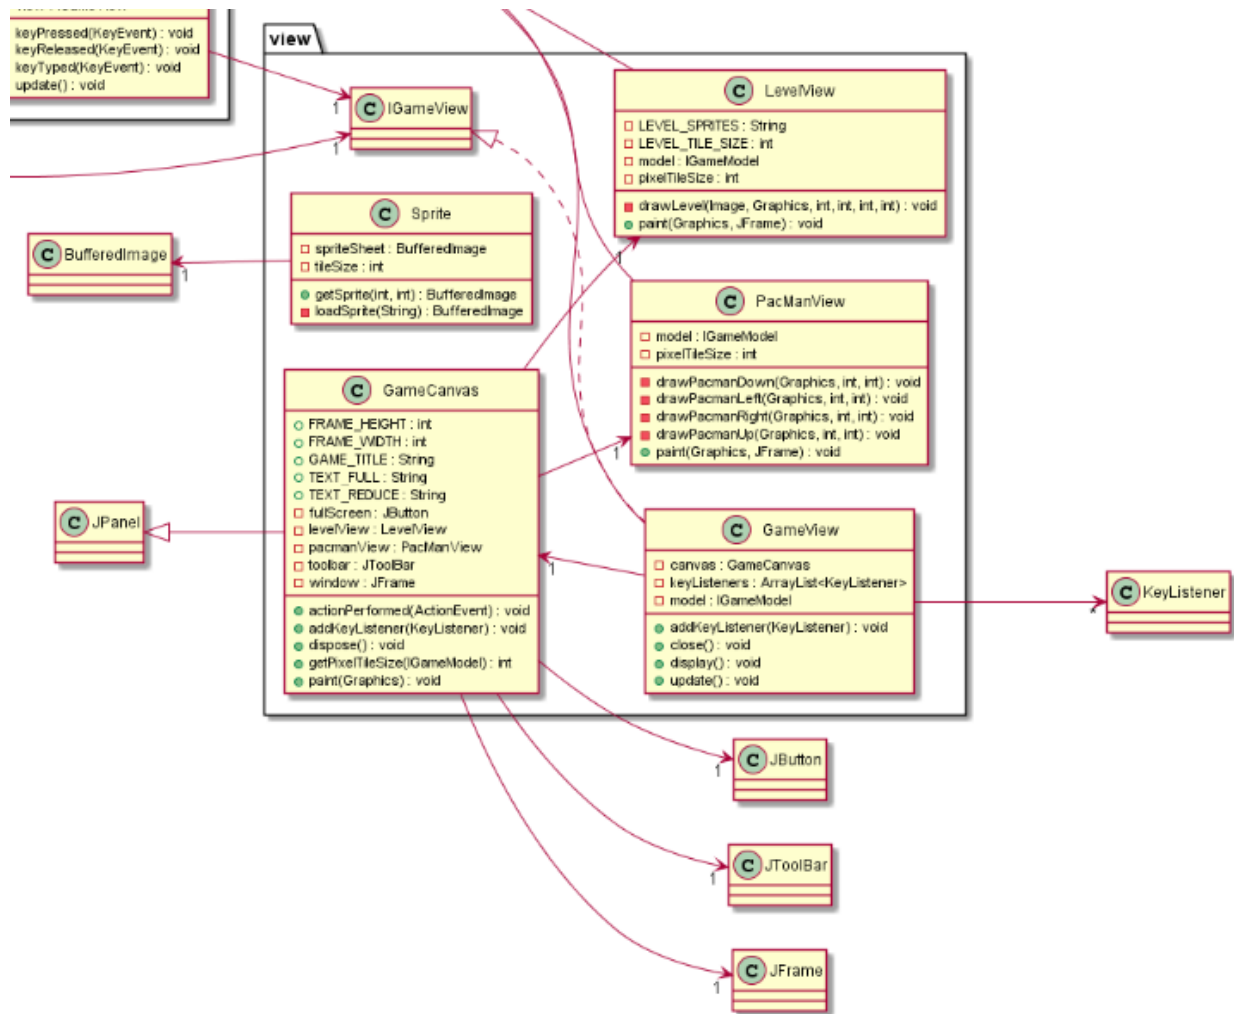 keyPressed(KeyEvent) : void
keyReleased(KeyEvent) : void
keyTyped(KeyEvent) : void
update() : void
view
C IGameView
1
1
C LevelView
LEVEL_SPRITES : String
LEVEL_TILE_SIZE : int
model : IGameModel
pixelTileSize : int
drawLevel(Image, Graphics, int, int, int, int) : void
paint(Graphics, JFrame) : void
1
C Sprite
spriteSheet : BufferedImage
tileSize : int
getSprite(int, int) : BufferedImage
loadSprite(String) : BufferedImage
C BufferedImage
1
C PacManView
model : IGameModel
pixelTileSize : int
drawPacmanDown(Graphics, int, int) : void
drawPacmanLeft(Graphics, int, int) : void
drawPacmanRight(Graphics, int, int) : void
drawPacmanUp(Graphics, int, int) : void
paint(Graphics, JFrame) : void
1
C GameCanvas
FRAME_HEIGHT : int
FRAME_WIDTH : int
GAME_TITLE : String
TEXT_FULL : String
TEXT_REDUCE : String
fullScreen : JButton
levelView : LevelView
pacmanView : PacManView
toolbar : JToolBar
window : JFrame
actionPerformed(ActionEvent) : void
addKeyListener(KeyListener) : void
dispose() : void
getPixelTileSize(IGameModel) : int
paint(Graphics) : void
C JPanel
1
C GameView
canvas : GameCanvas
keyListeners : ArrayList<KeyListener>
model : IGameModel
addKeyListener(KeyListener) : void
close() : void
display() : void
update() : void
C KeyListener
*
C JButton
1
C JToolBar
1
C JFrame
1